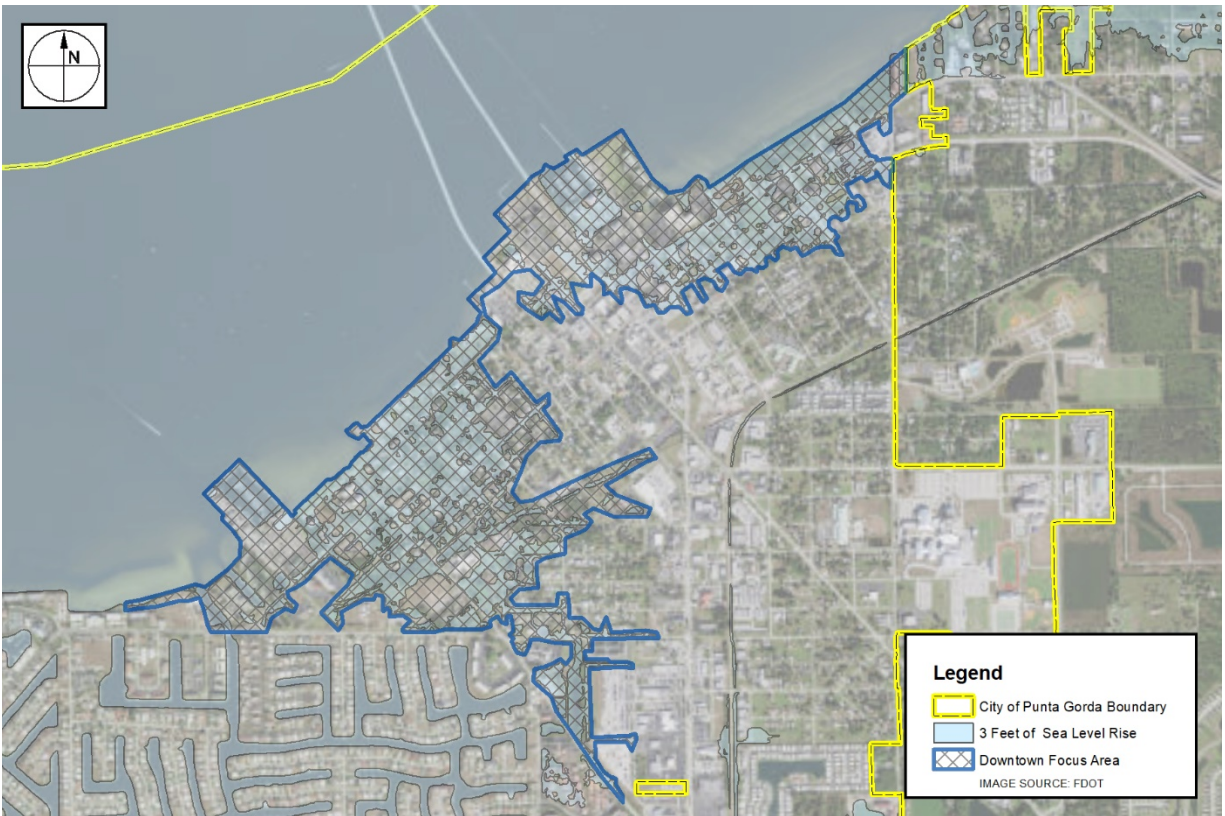 N
Legend
City of Punta Gorda Boundary
3 Feet of Sea Level Rise
Downtown Focus Area
IMAGE SOURCE: FDOT